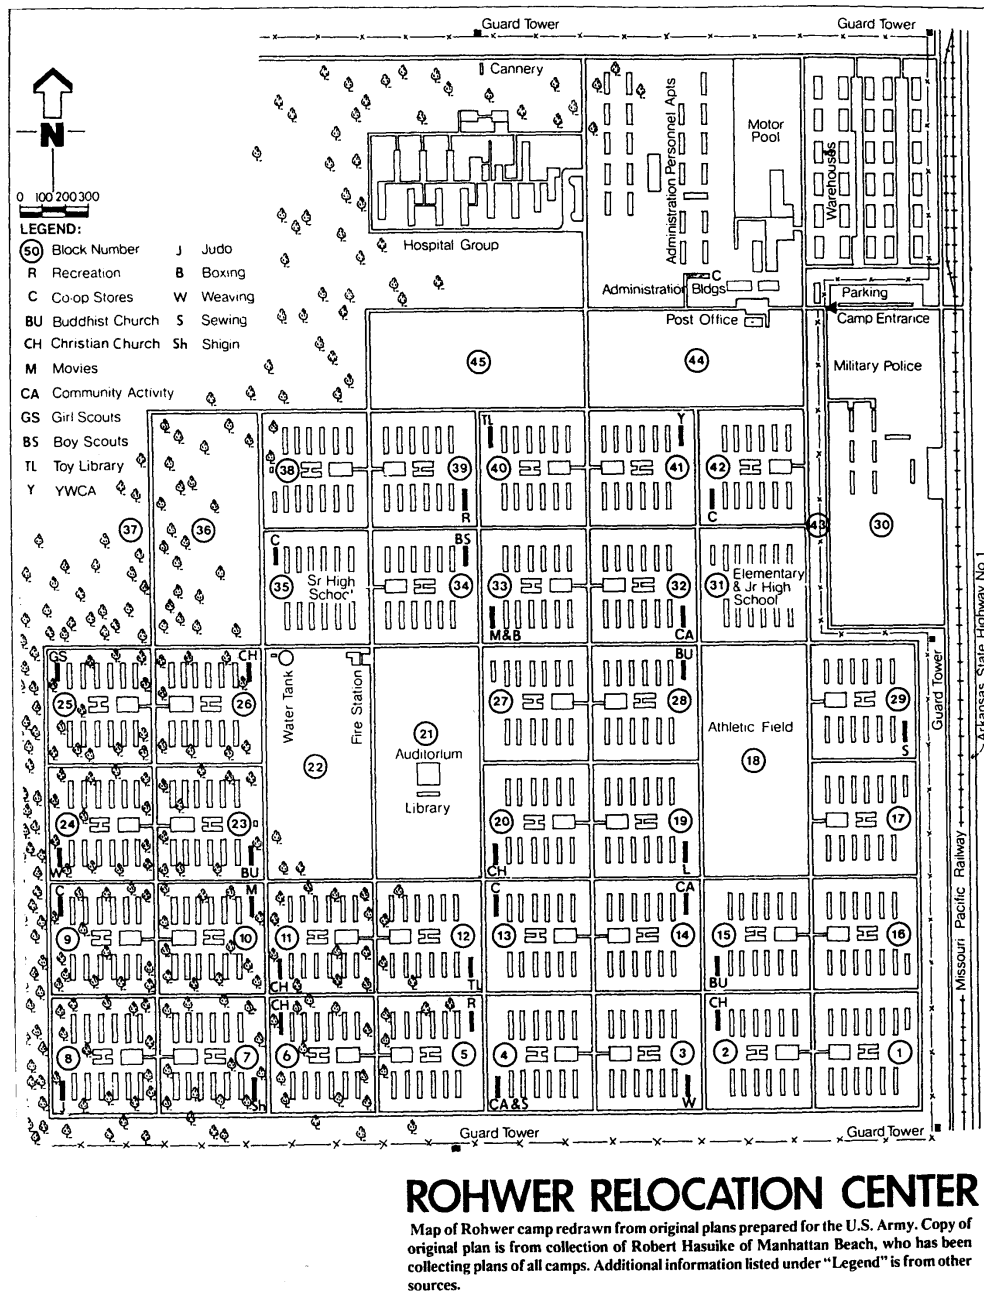 Guard Tower
Guard Tower
Cannery
N
Administration Personnel Apts
Motor
Pool
Warehouses
0 100 200 300
LEGEND:
50 Block Number
R Recreation
C Co-op Stores
BU Buddhist Church
CH Christian Church
M Movies
CA Community Activity
GS Girl Scouts
BS Boy Scouts
TL Toy Library
Y YWCA
J Judo
B Boxing
W Weaving
S Sewing
Sh Shigin
Hospital Group
C
Administration Bldgs
Parking
Post Office
Camp Entrance
Military Police
45
44
TL
Y
38
39
40
41
42
R
C
37
36
43
30
C
BS
35
Sr High
School
34
33
32
31
Elementary
& Jr High
School
M&B
CA
Arkansas State Highway No. 1
GS
CH
BU
25
26
Water Tank
Fire Station
27
28
29
S
Guard Tower
21
Auditorium
Athletic Field
18
22
Library
24
23
20
19
17
W
BU
CH
L
Missouri Pacific Railway
C
M
C
CA
9
10
11
12
13
14
15
16
CH
TL
BU
CH
R
CH
8
7
6
5
4
3
2
1
J
Sh
CA&S
W
Guard Tower
Guard Tower
ROHWER RELOCATION CENTER
Map of Rohwer camp redrawn from original plans prepared for the U.S. Army. Copy of
original plan is from collection of Robert Hasuike of Manhattan Beach, who has been
collecting plans of all camps. Additional information listed under "Legend" is from other
sources.